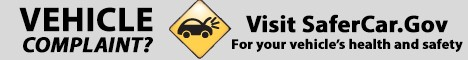 VEHICLE
COMPLAINT?
Visit SaferCar.Gov
For your vehicle's health and safety